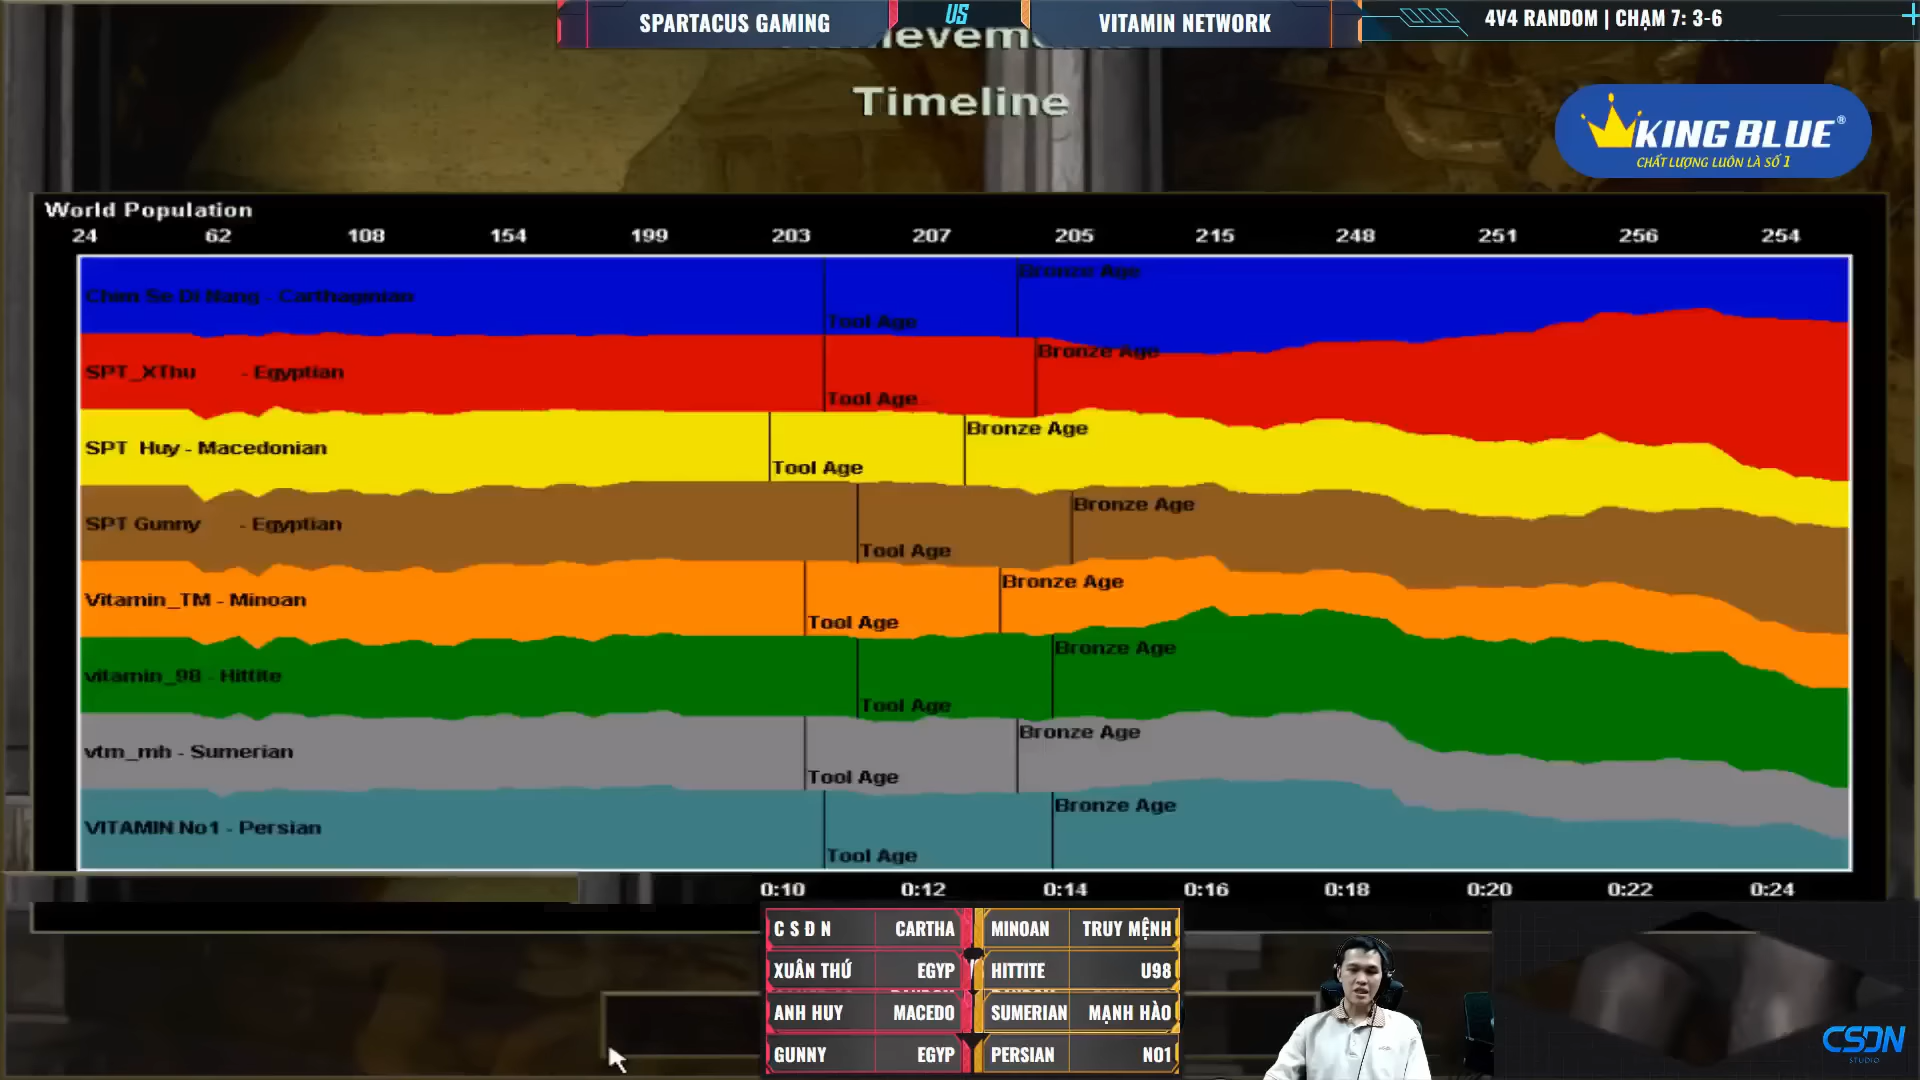 SPARTACUS GAMING
VS
VITAMIN NETWORK
4V4 RANDOM | CHẠM 7: 3-6
Timeline
KING BLUE®
CHẤT LƯỢNG LUÔN LÀ SỐ 1
World Population
24 62 108 154 199 203 207 205 215 248 251 256 254
Bronze Age
Chim Se Di Nang - Carthaginian
Tool Age
Bronze Age
SPT_XThu - Egyptian
Tool Age
Bronze Age
SPT Huy - Macedonian
Tool Age
Bronze Age
SPT Gunny - Egyptian
Tool Age
Bronze Age
Vitamin_TM - Minoan
Tool Age
Bronze Age
vitamin_98 - Hittite
Tool Age
Bronze Age
vtm_mh - Sumerian
Tool Age
Bronze Age
VITAMIN No1 - Persian
Tool Age
0:10 0:12 0:14 0:16 0:18 0:20 0:22 0:24
C S Đ N CARTHA MINOAN TRUY MỆNH
XUÂN THỨ EGYP HITTITE U98
ANH HUY MACEDO SUMERIAN MẠNH HÀO
GUNNY EGYP PERSIAN NO1
CSDN
STUDIO